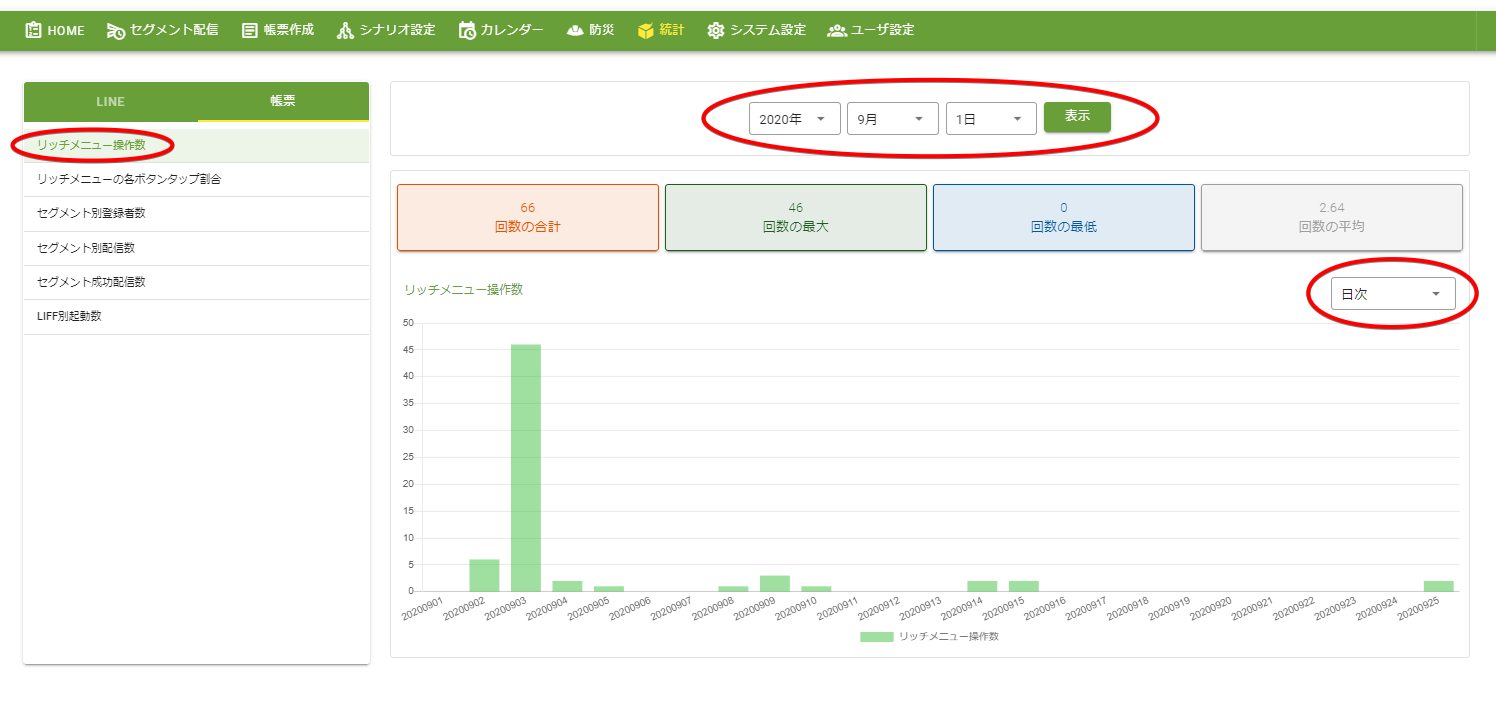 HOME セグメント配信 帳票作成 シナリオ設定 カレンダー 防災 統計 システム設定 ユーザ設定
LINE 帳票
リッチメニュー操作数
リッチメニューの各ボタンタップ割合
セグメント別登録者数
セグメント別配信数
セグメント成功配信数
LIFF別起動数
2020年 9月 1日 表示
66
回数の合計
46
回数の最大
0
回数の最低
2.64
回数の平均
リッチメニュー操作数
日次
50
45
40
35
30
25
20
15
10
5
0
20200901 20200902 20200903 20200904 20200905 20200906 20200907 20200908 20200909 20200910 20200911 20200912 20200913 20200914 20200915 20200916 20200917 20200918 20200919 20200920 20200921 20200922 20200923 20200924 20200925
リッチメニュー操作数